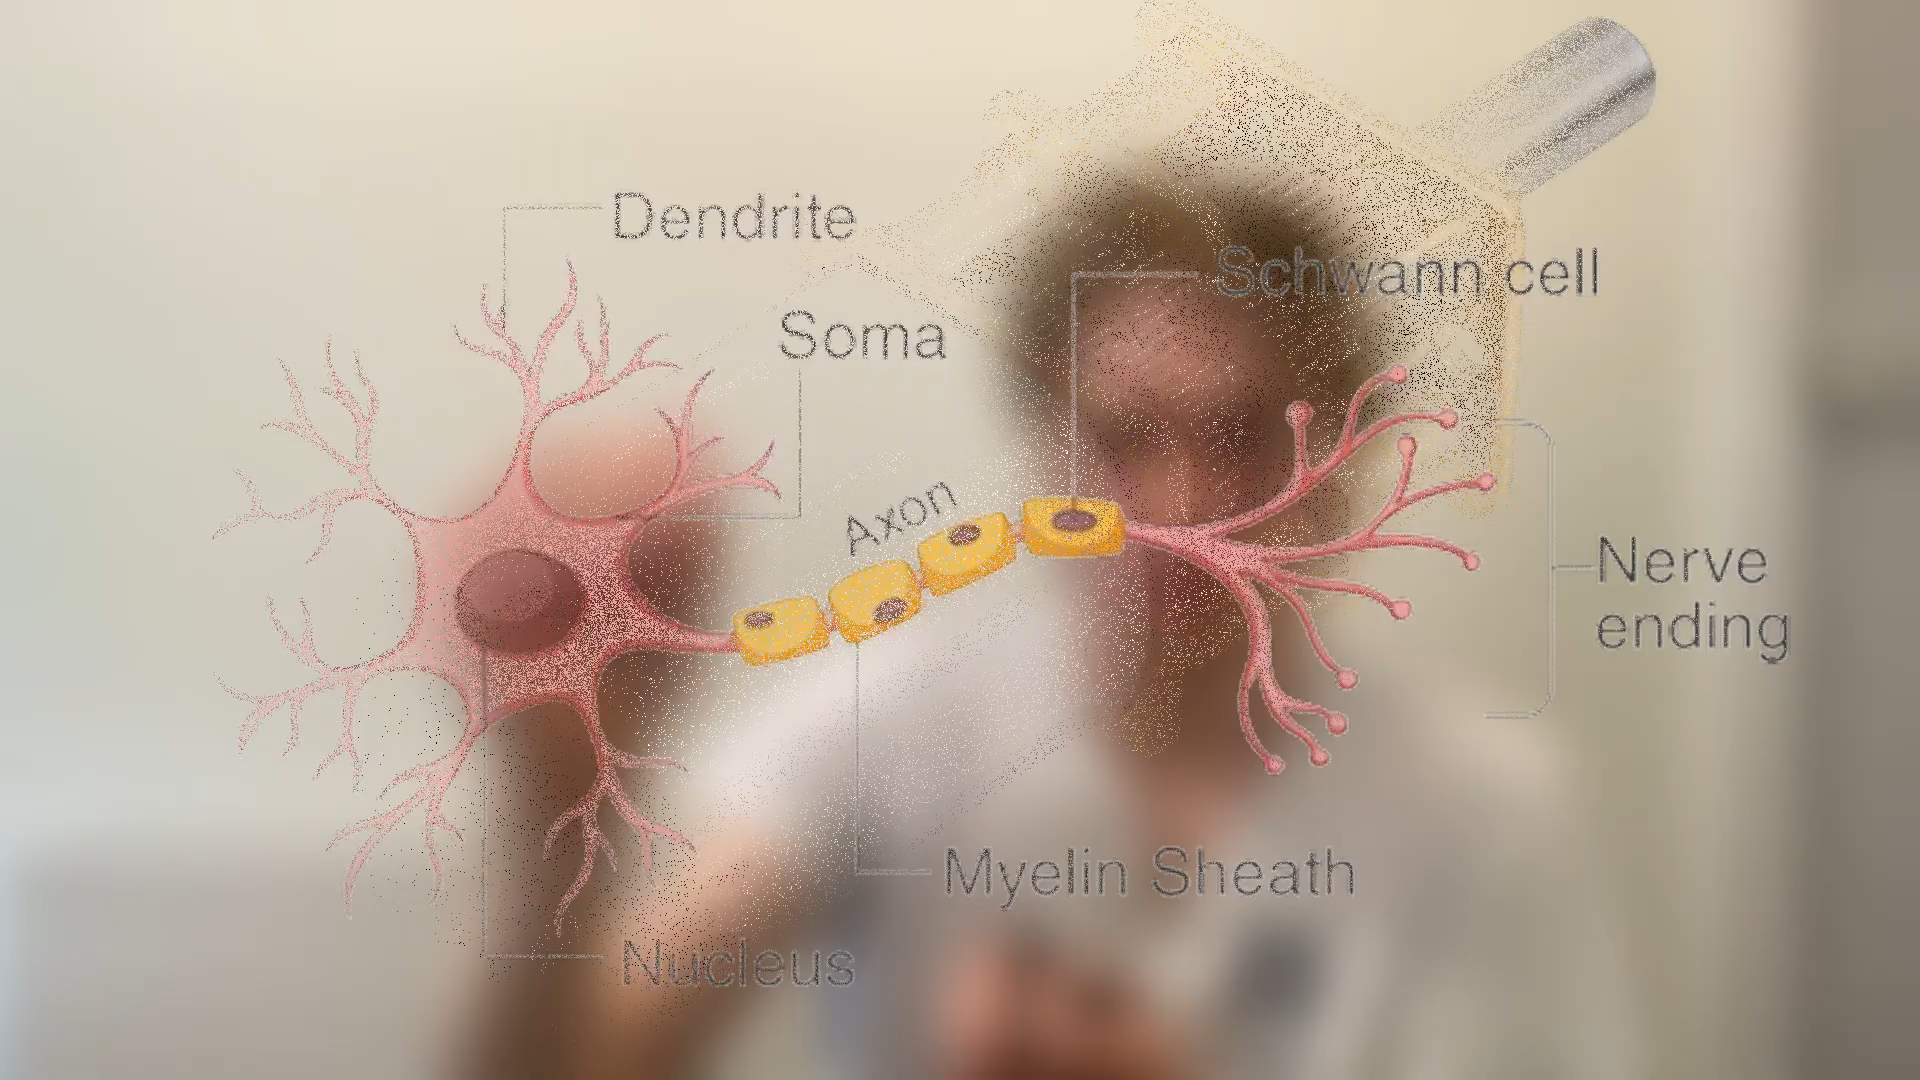 Dendrite
Schwann cell
Soma
Axon
Nerve
ending
Myelin Sheath
Nucleus